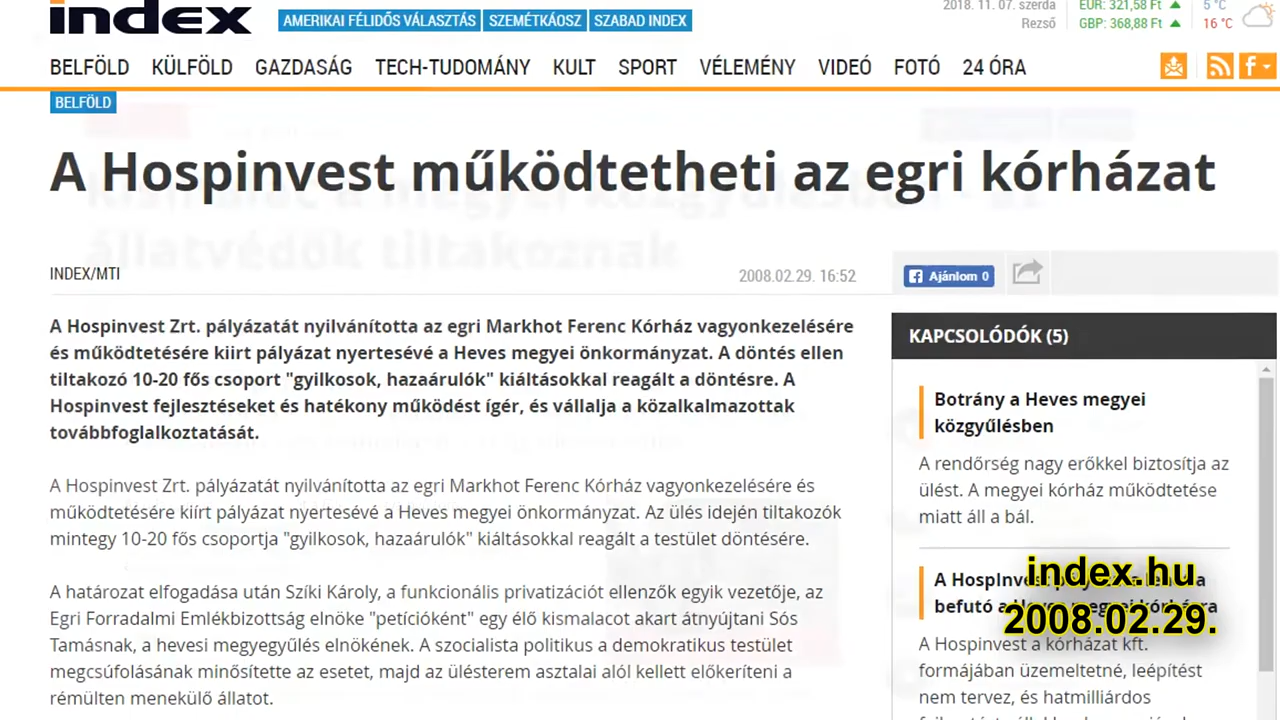 index
AMERIKAI FÉLIDŐS VÁLASZTÁS SZEMÉTKÁOSZ SZABAD INDEX
2018. 11. 07. szerda
Rezső
EUR: 321,58 Ft
GBP: 368,88 Ft
5 °C
16 °C
BELFÖLD KÜLFÖLD GAZDASÁG TECH-TUDOMÁNY KULT SPORT VÉLEMÉNY VIDEÓ FOTÓ 24 ÓRA
BELFÖLD
A Hospinvest működtetheti az egri kórházat
állatvédők tiltakoznak
INDEX/MTI
2008.02.29. 16:52
Ajánlom 0
A Hospinvest Zrt. pályázatát nyilvánította az egri Markhot Ferenc Kórház vagyonkezelésére
és működtetésére kiírt pályázat nyertesévé a Heves megyei önkormányzat. A döntés ellen
tiltakozó 10-20 fős csoport "gyilkosok, hazaárulók" kiáltásokkal reagált a döntésre. A
Hospinvest fejlesztéseket és hatékony működést ígér, és vállalja a közalkalmazottak
továbbfoglalkoztatását.
A Hospinvest Zrt. pályázatát nyilvánította az egri Markhot Ferenc Kórház vagyonkezelésére és
működtetésére kiírt pályázat nyertesévé a Heves megyei önkormányzat. Az ülés idején tiltakozók
mintegy 10-20 fős csoportja "gyilkosok, hazaárulók" kiáltásokkal reagált a testület döntésére.
A határozat elfogadása után Szíki Károly, a funkcionális privatizációt ellenzők egyik vezetője, az
Egri Forradalmi Emlékbizottság elnöke "petícióként" egy élő kismalacot akart átnyújtani Sós
Tamásnak, a hevesi megyegyűlés elnökének. A szocialista politikus a demokratikus testület
megcsúfolásának minősítette az esetet, majd az ülésterem asztalai alól kellett előkeríteni a
rémülten menekülő állatot.
KAPCSOLÓDÓK (5)
Botrány a Heves megyei
közgyűlésben
A rendőrség nagy erőkkel biztosítja az
ülést. A megyei kórház működtetése
miatt áll a bál.
A HospInvest
befutó a
A Hospinvest a kórházat kft.
formájában üzemeltetné, leépítést
nem tervez, és hatmilliárdos
index.hu
2008.02.29.